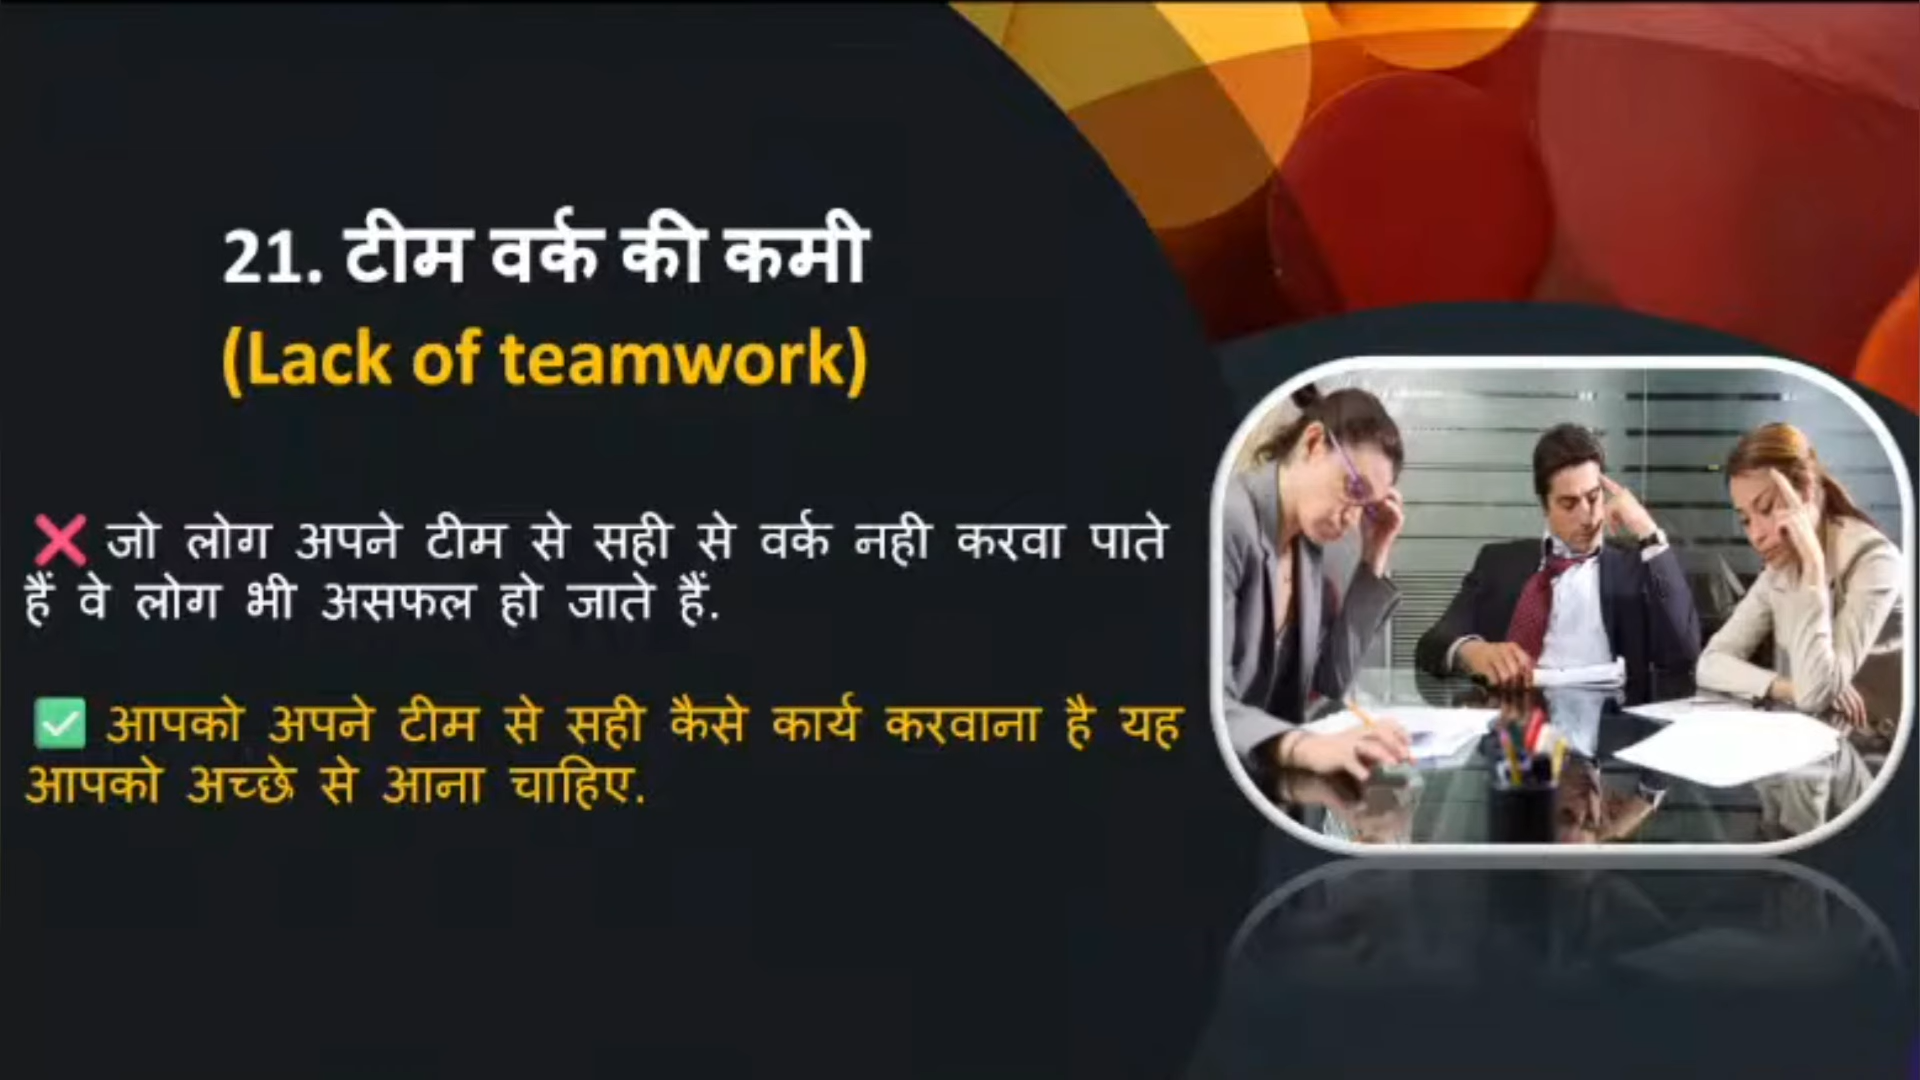 21. टीम वर्क की कमी
(Lack of teamwork)
❌ जो लोग अपने टीम से सही से वर्क नही करवा पाते
हैं वे लोग भी असफल हो जाते हैं.
✅ आपको अपने टीम से सही कैसे कार्य करवाना है यह
आपको अच्छे से आना चाहिए.